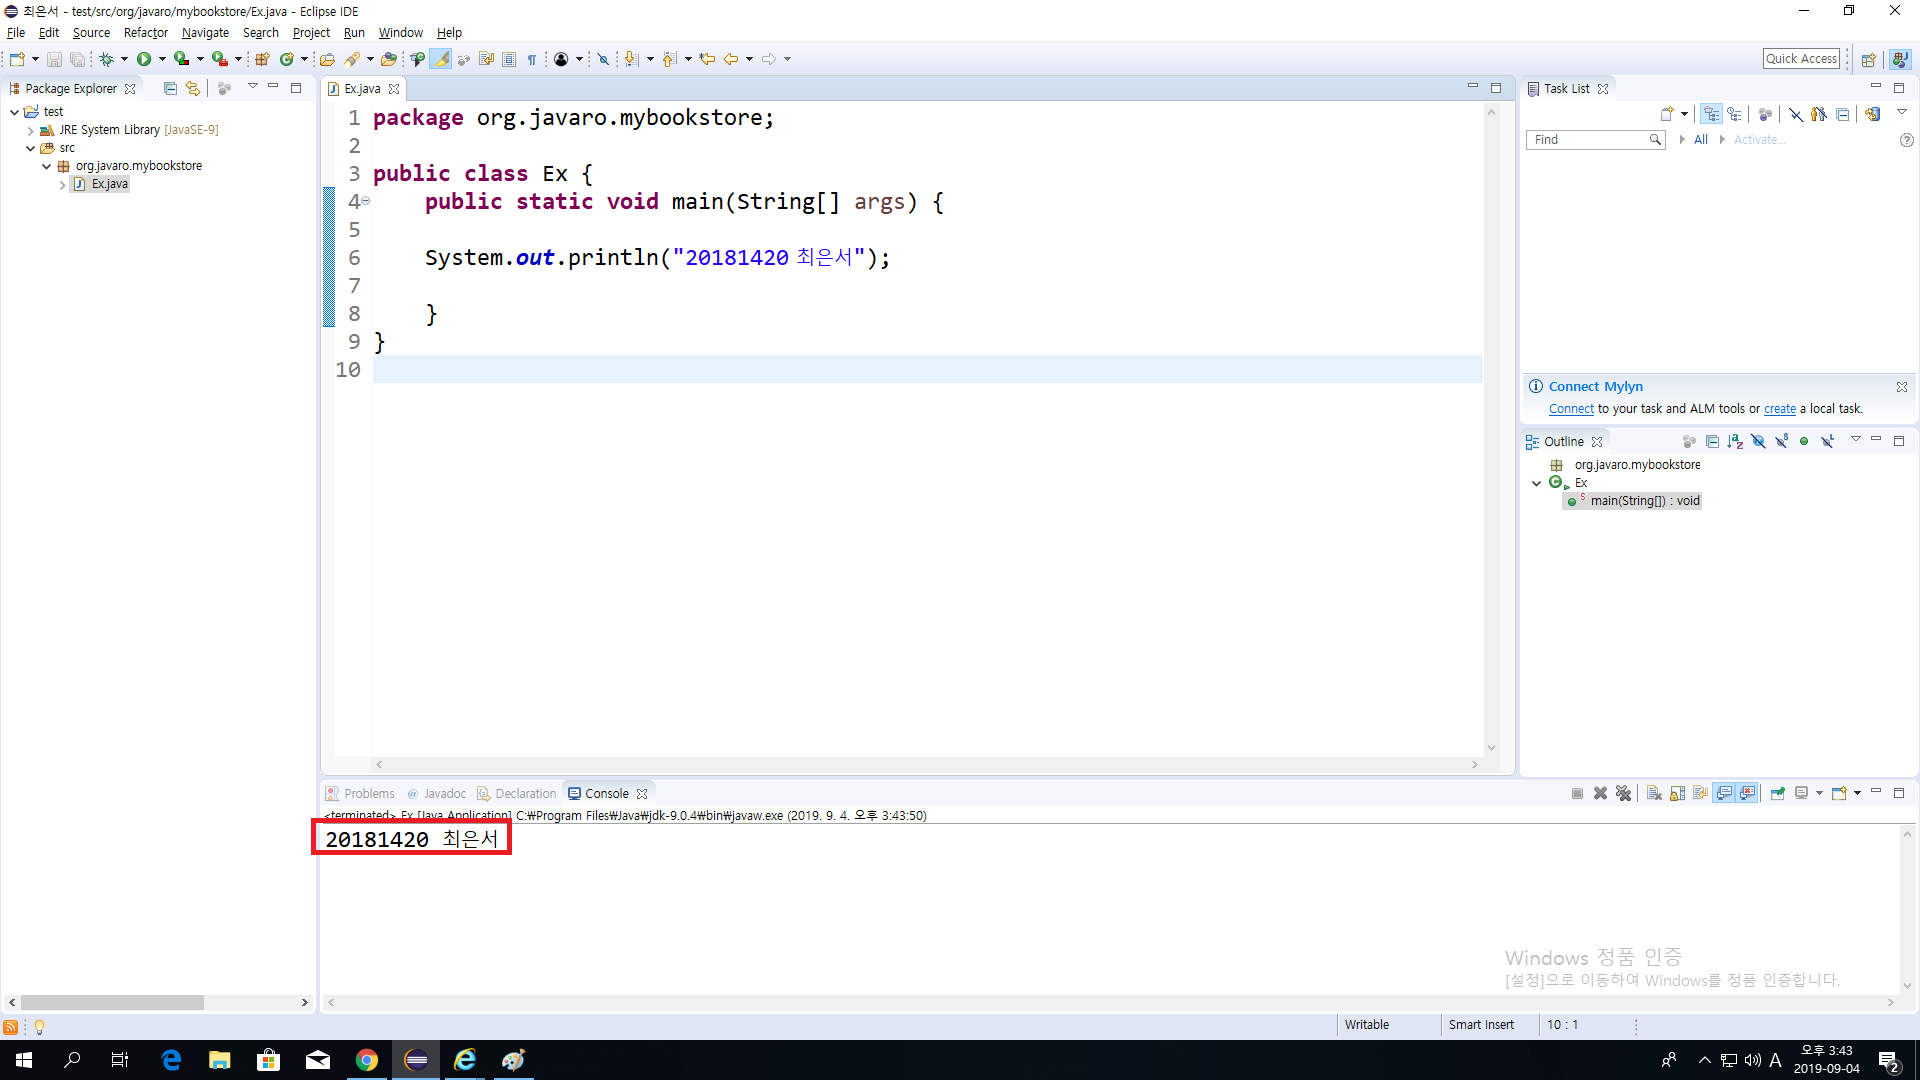 최은서 - test/src/org/javaro/mybookstore/Ex.java - Eclipse IDE
File Edit Source Refactor Navigate Search Project Run Window Help
Quick Access
Package Explorer
test
JRE System Library [JavaSE-9]
src
org.javaro.mybookstore
Ex.java
Ex.java
1 package org.javaro.mybookstore;
2
3 public class Ex {
4 public static void main(String[] args) {
5
6 System.out.println("20181420 최은서");
7
8 }
9 }
10
Task List
Find
All
Activate...
Connect Mylyn
Connect to your task and ALM tools or create a local task.
Outline
org.javaro.mybookstore
Ex
main(String[]) : void
Problems @ Javadoc Declaration Console
<terminated> Ex [Java Application] C:₩Program Files₩Java₩jdk-9.0.4₩bin₩javaw.exe (2019. 9. 4. 오후 3:43:50)
20181420 최은서
Windows 정품 인증
[설정]으로 이동하여 Windows를 정품 인증합니다.
Writable
Smart Insert
10 : 1
A
오후 3:43
2019-09-04
2